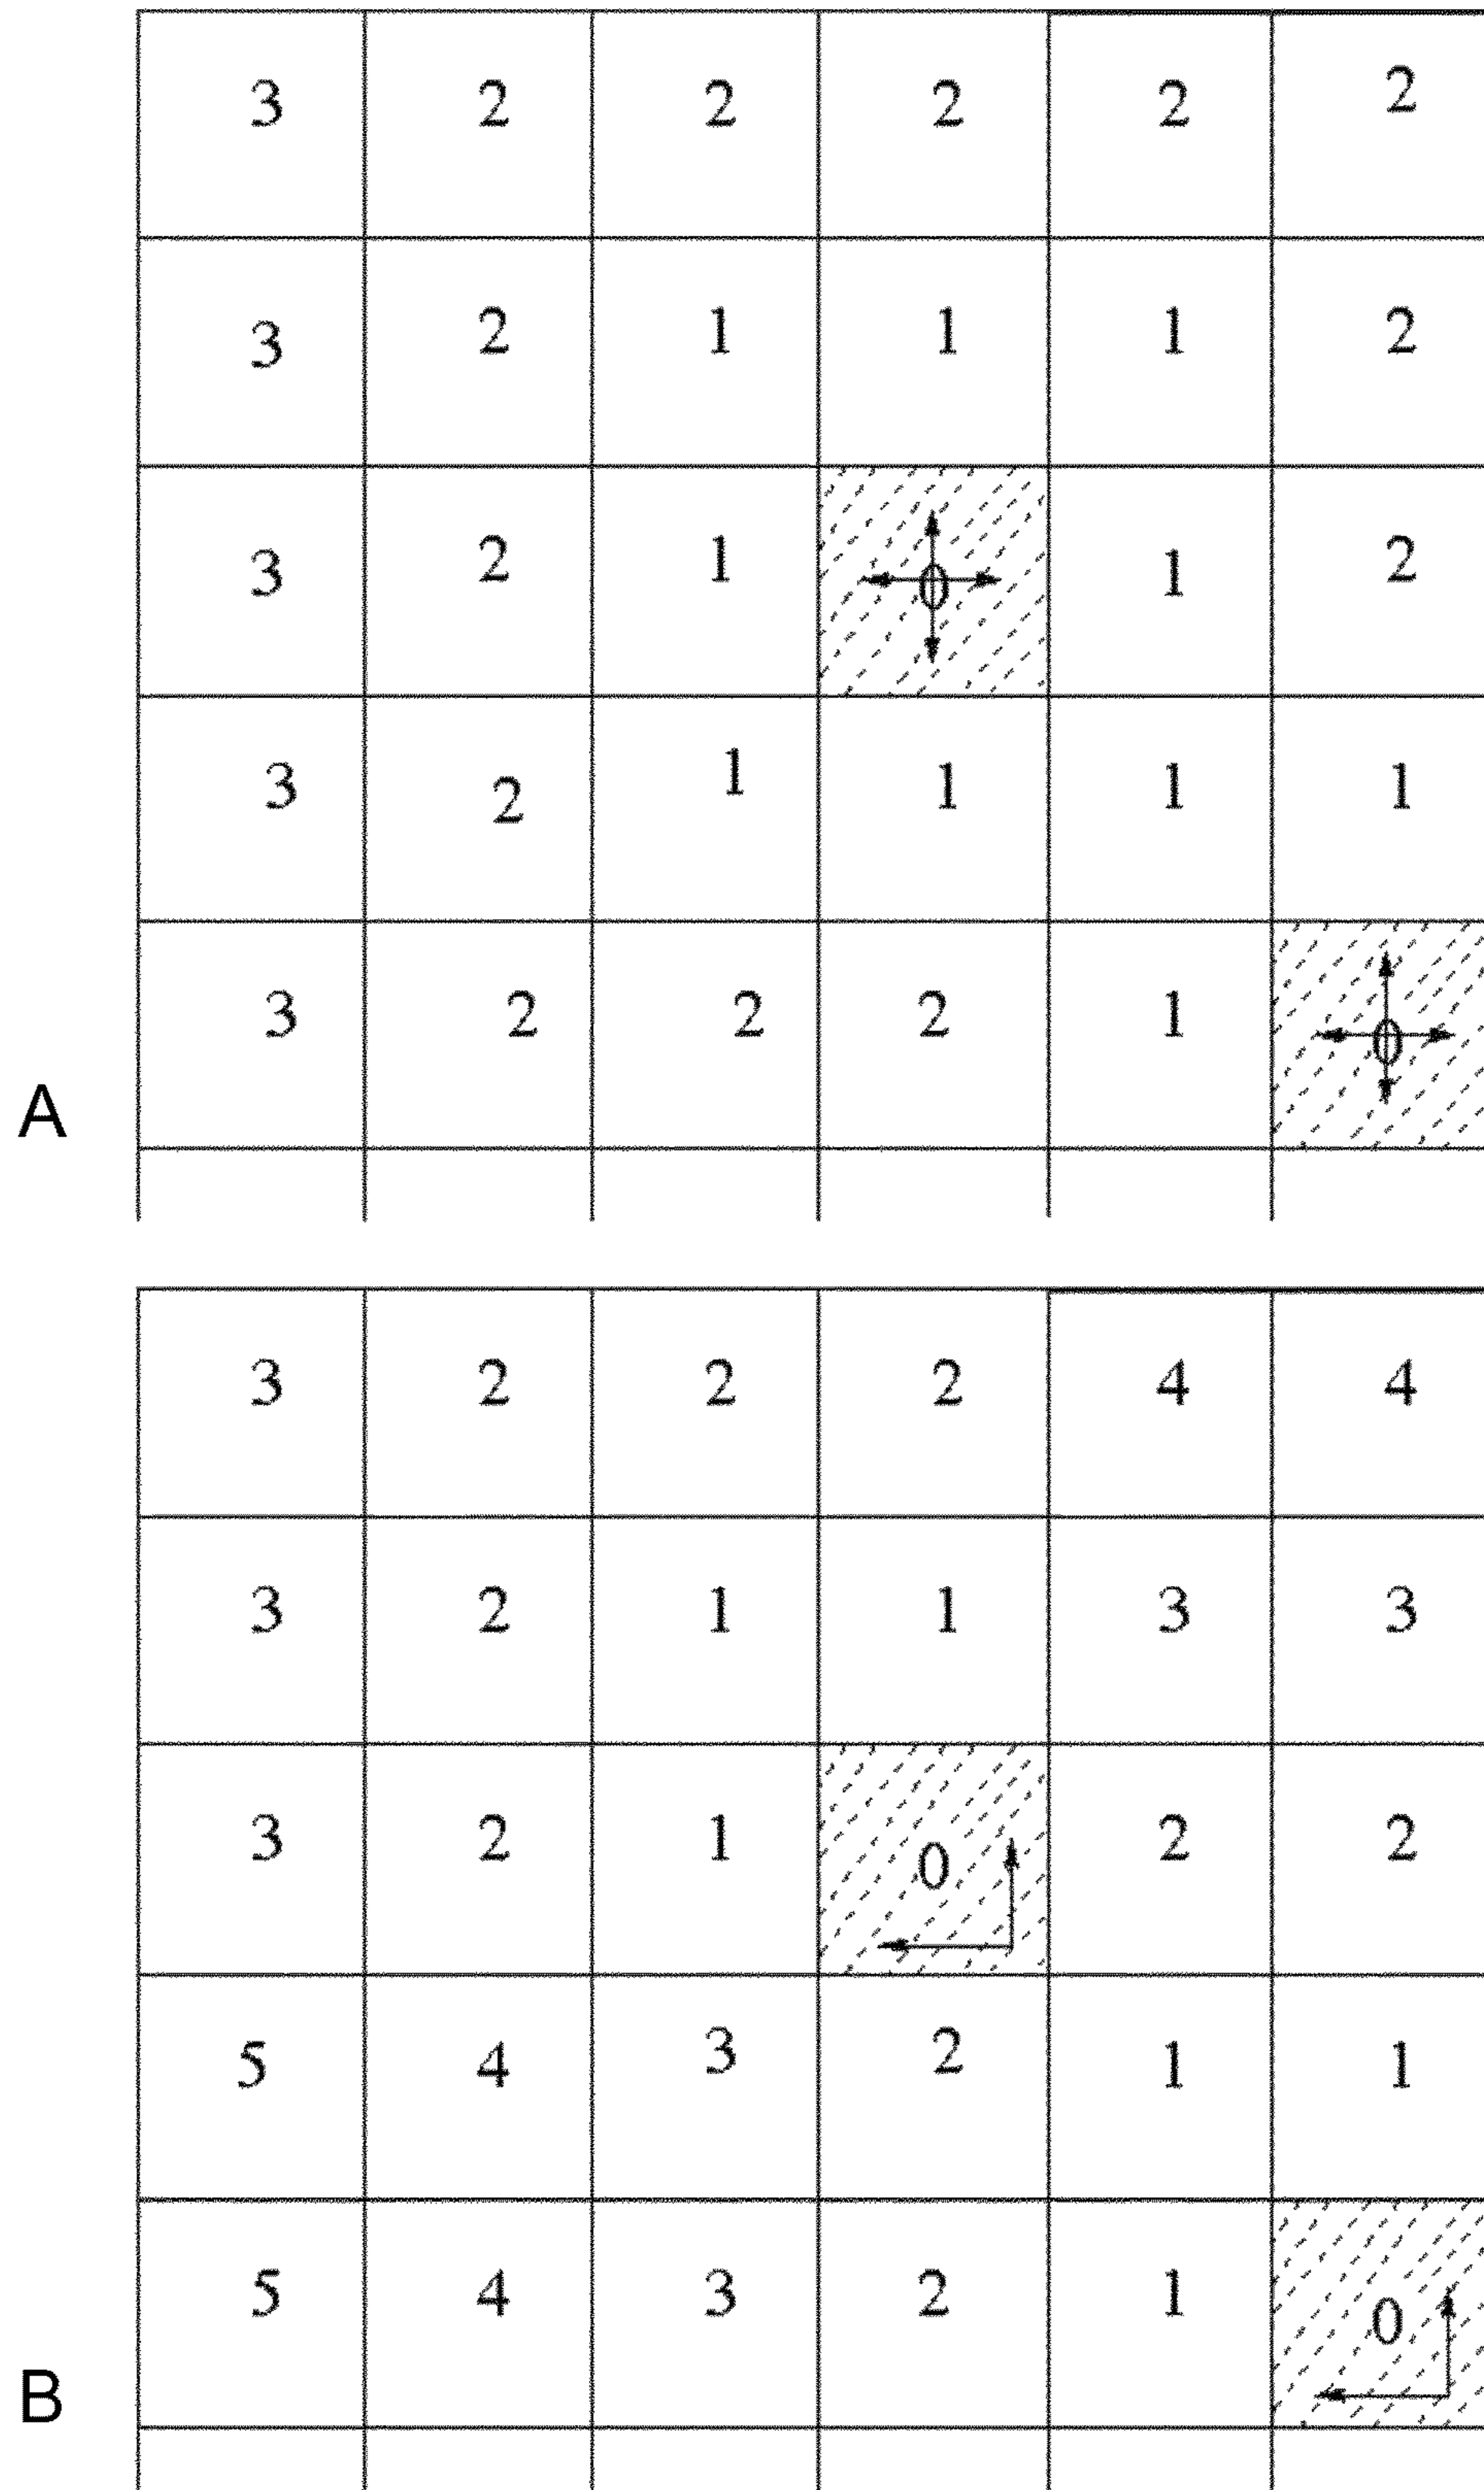 3 2 2 2 2 2
3 2 1 1 1 2
3 2 1 0 1 2
3 2 1 1 1 1
3 2 2 2 1 0
A
3 2 2 2 4 4
3 2 1 1 3 3
3 2 1 0 2 2
5 4 3 2 1 1
5 4 3 2 1 0
B